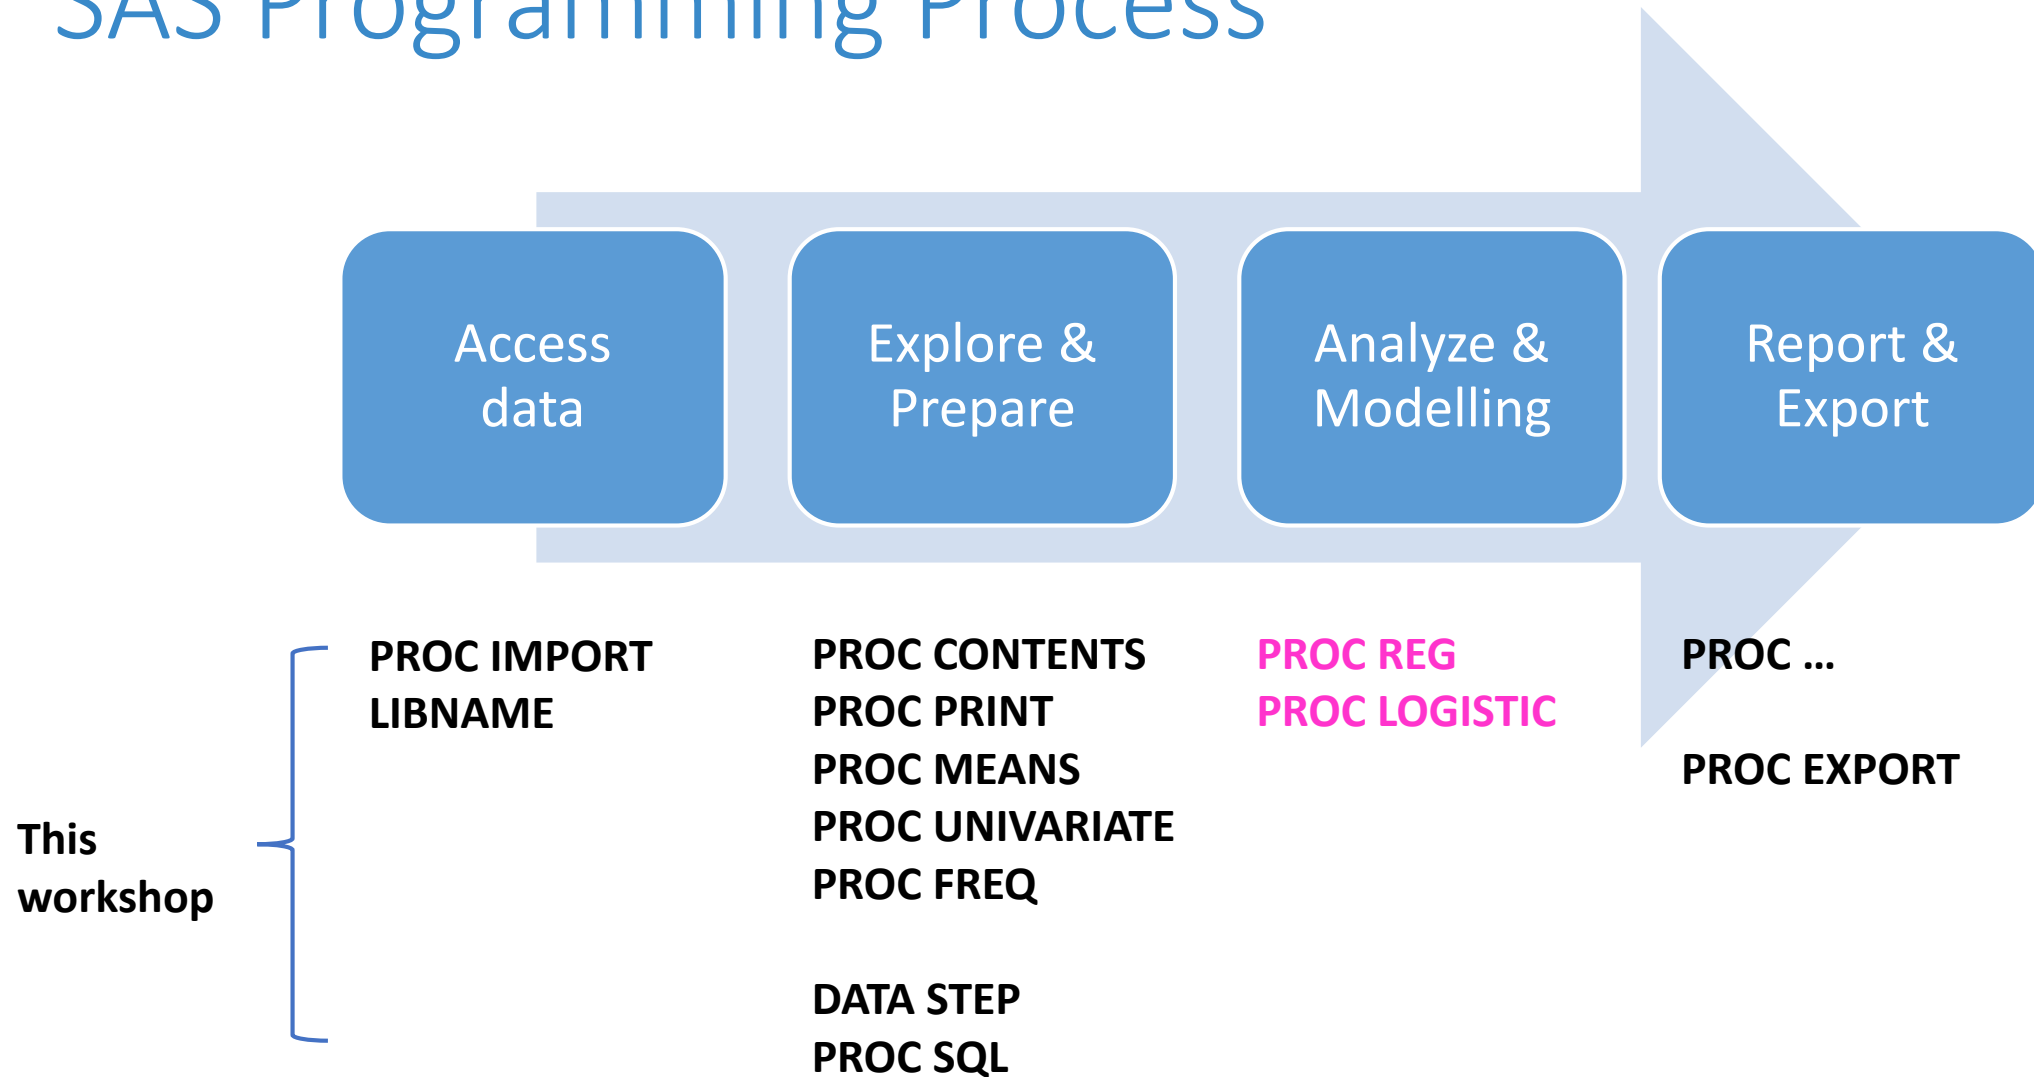 SAS Programming Process
Access
data
Explore &
Prepare
Analyze &
Modelling
Report &
Export
This
workshop
PROC IMPORT
LIBNAME
PROC CONTENTS
PROC PRINT
PROC MEANS
PROC UNIVARIATE
PROC FREQ
DATA STEP
PROC SQL
PROC REG
PROC LOGISTIC
PROC ...
PROC EXPORT